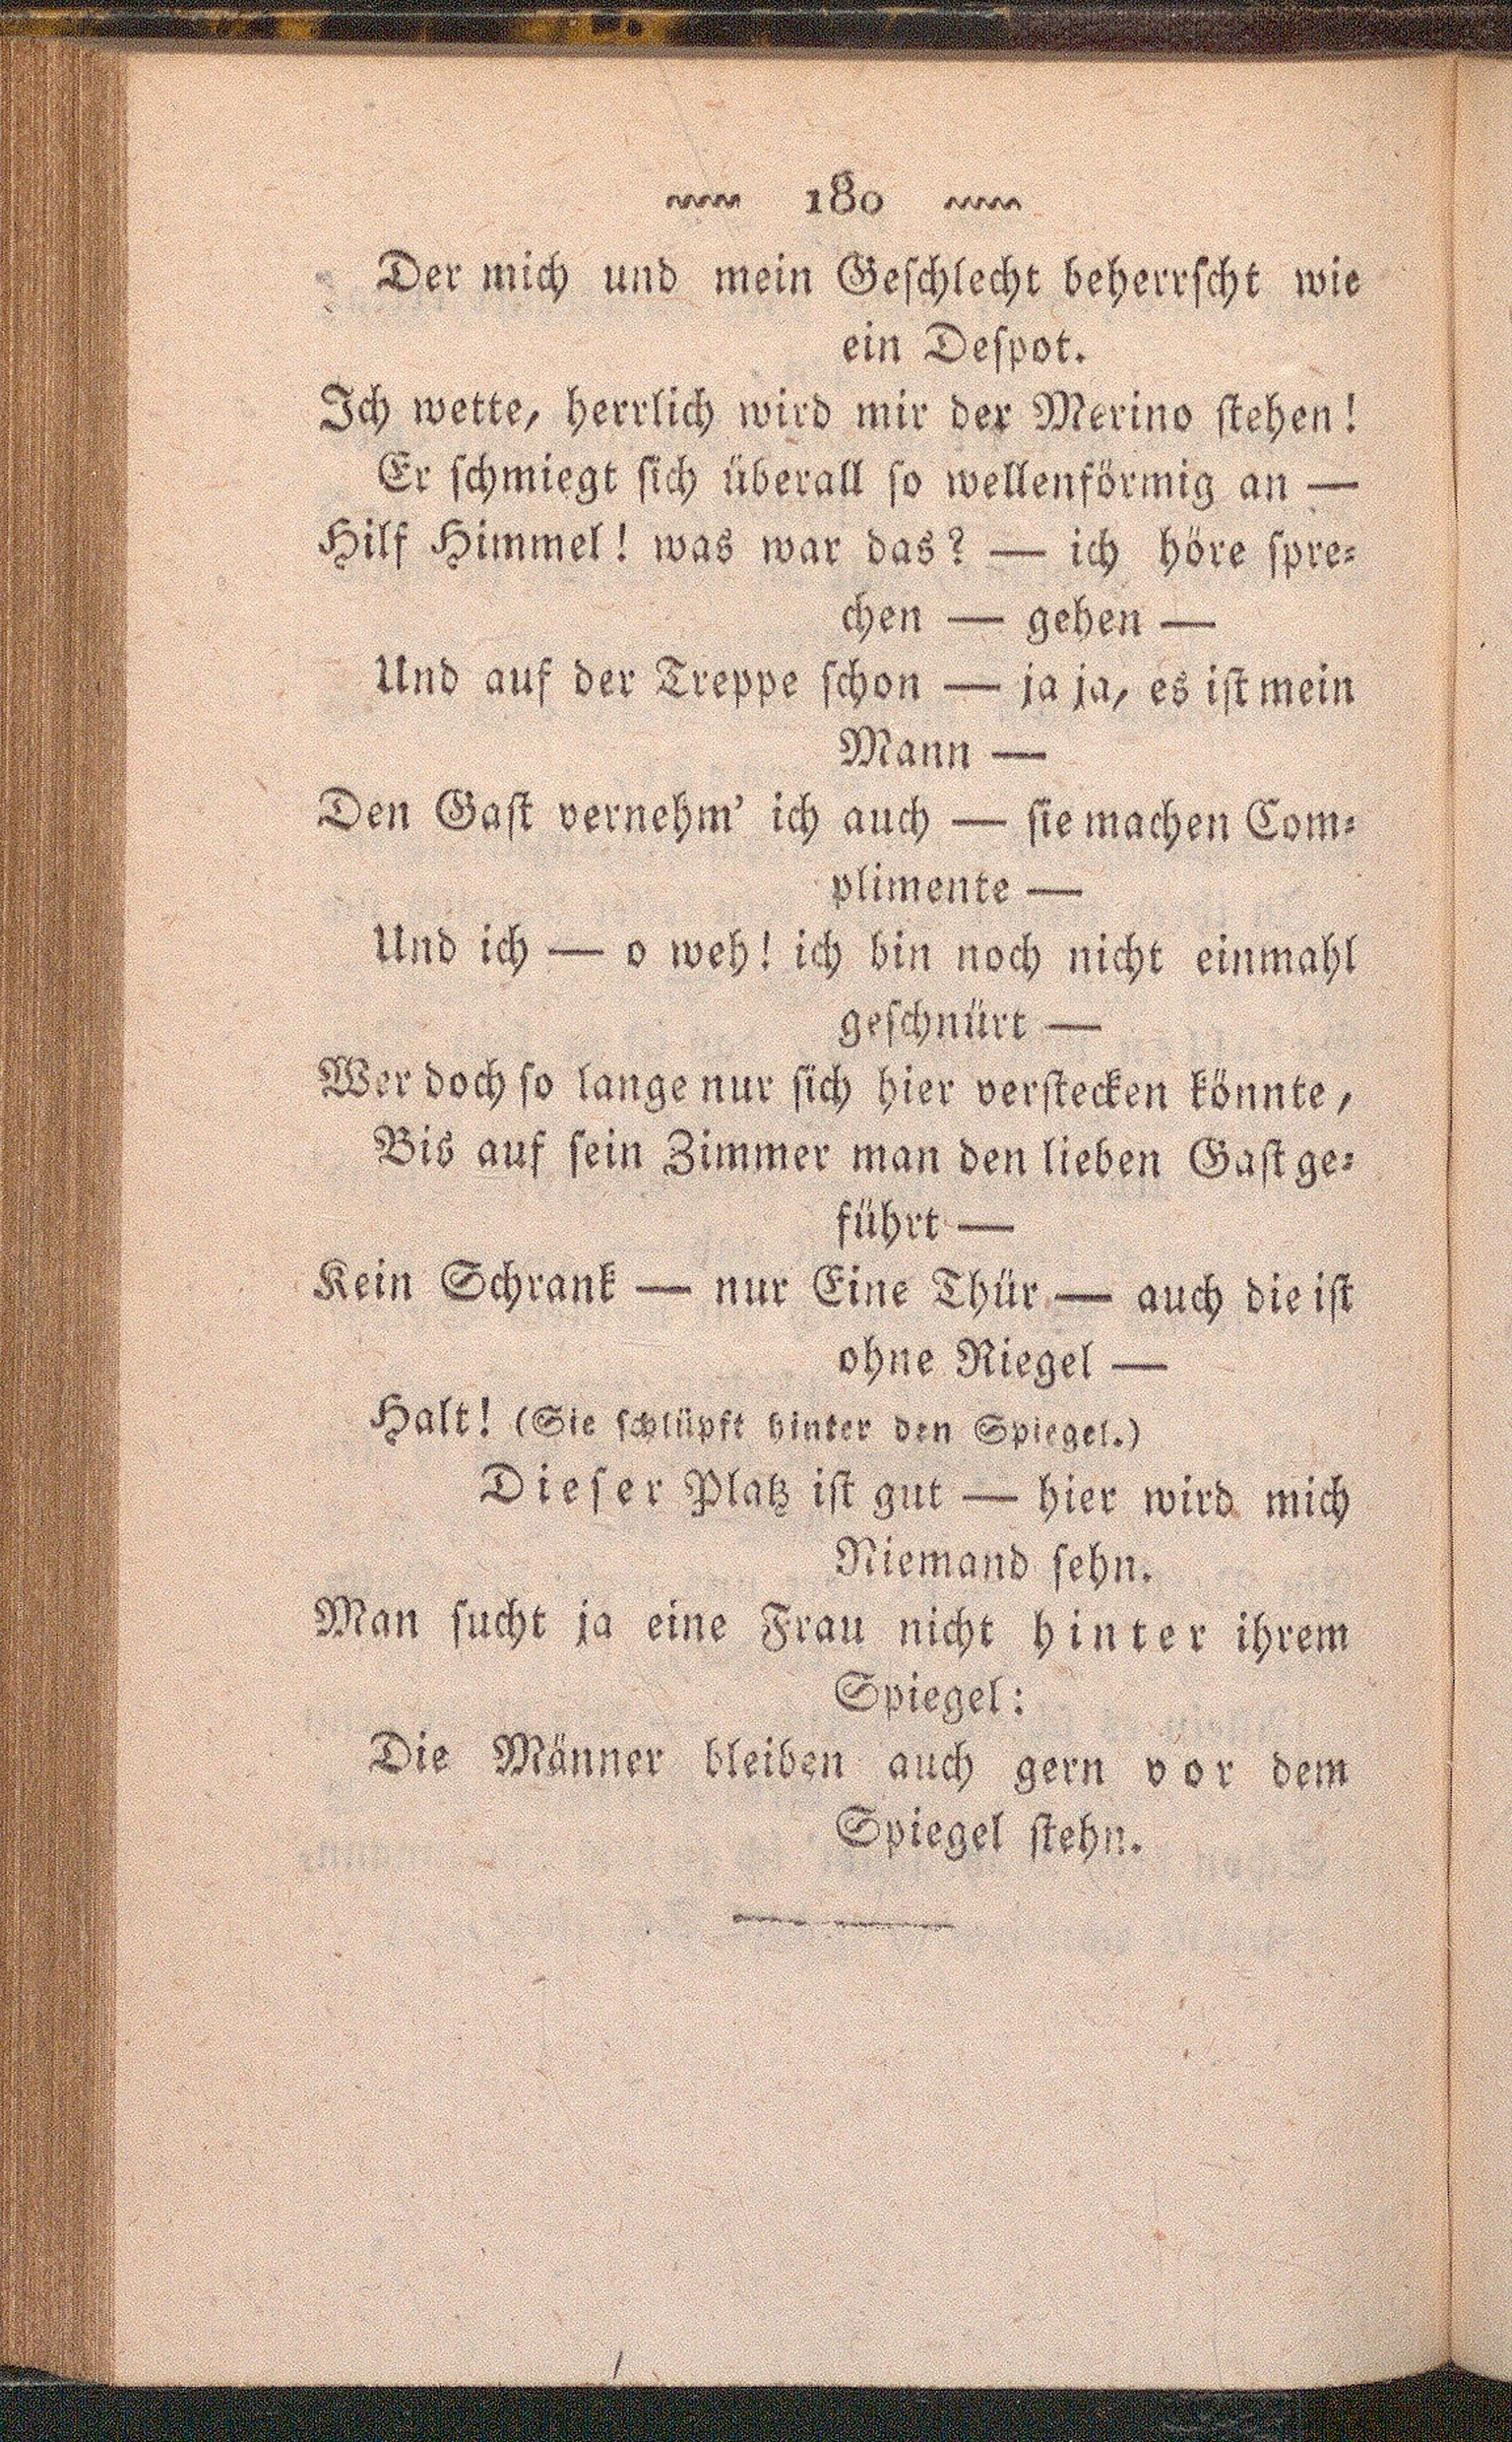 180
Der mich und mein Geſchlecht beherrſcht wie
ein Deſpot.
Ich wette, herrlich wird mir der Merino ſtehen!
Er ſchmiegt ſich überall ſo wellenförmig an —
Hilf Himmel! was war das? — ich höre ſpre⸗
chen — gehen —
Und auf der Treppe ſchon — ja ja, es iſt mein
Mann —
Den Gaſt vernehm' ich auch — ſie machen Com⸗
plimente —
Und ich — o weh! ich bin noch nicht einmahl
geſchnürt —
Wer doch ſo lange nur ſich hier verſtecken könnte,
Bis auf ſein Zimmer man den lieben Gaſt ge⸗
führt —
Kein Schrank — nur Eine Thür — auch die iſt
ohne Riegel —
Halt! (Sie ſchlüpft hinter den Spiegel.)
Dieſer Platz iſt gut — hier wird mich
Niemand ſehn.
Man ſucht ja eine Frau nicht hinter ihrem
Spiegel:
Die Männer bleiben auch gern vor dem
Spiegel ſtehn.